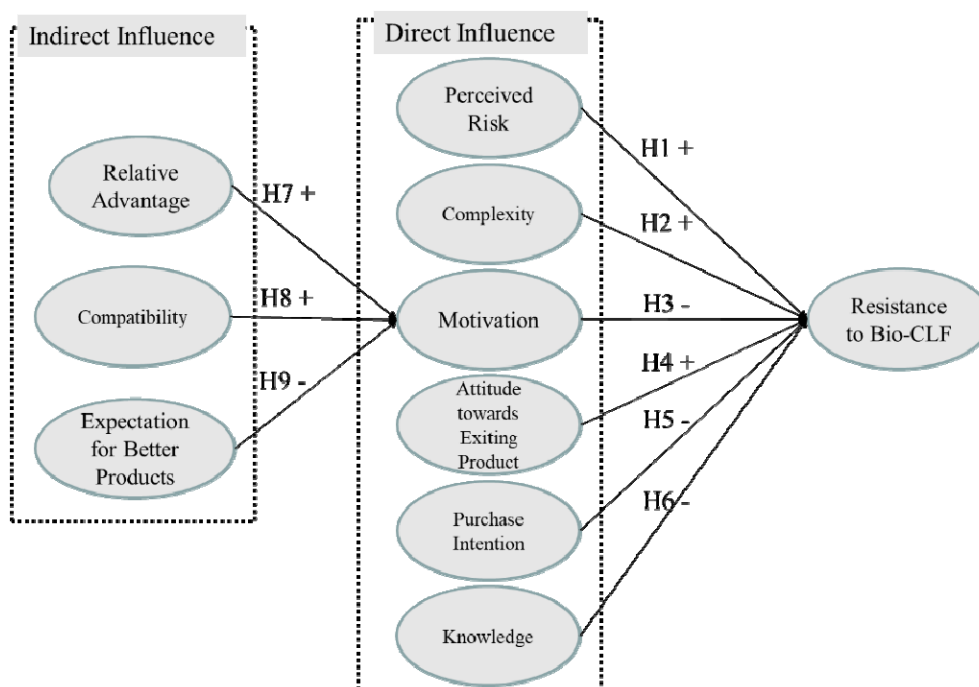 Indirect Influence
Direct Influence
Relative
Advantage
Compatibility
Expectation
for Better
Products
H7 +
H8 +
H9 -
Perceived
Risk
Complexity
Motivation
Attitude
towards
Exiting
Product
Purchase
Intention
Knowledge
H1 +
H2 +
H3 -
H4 +
H5 -
H6 -
Resistance
to Bio-CLF